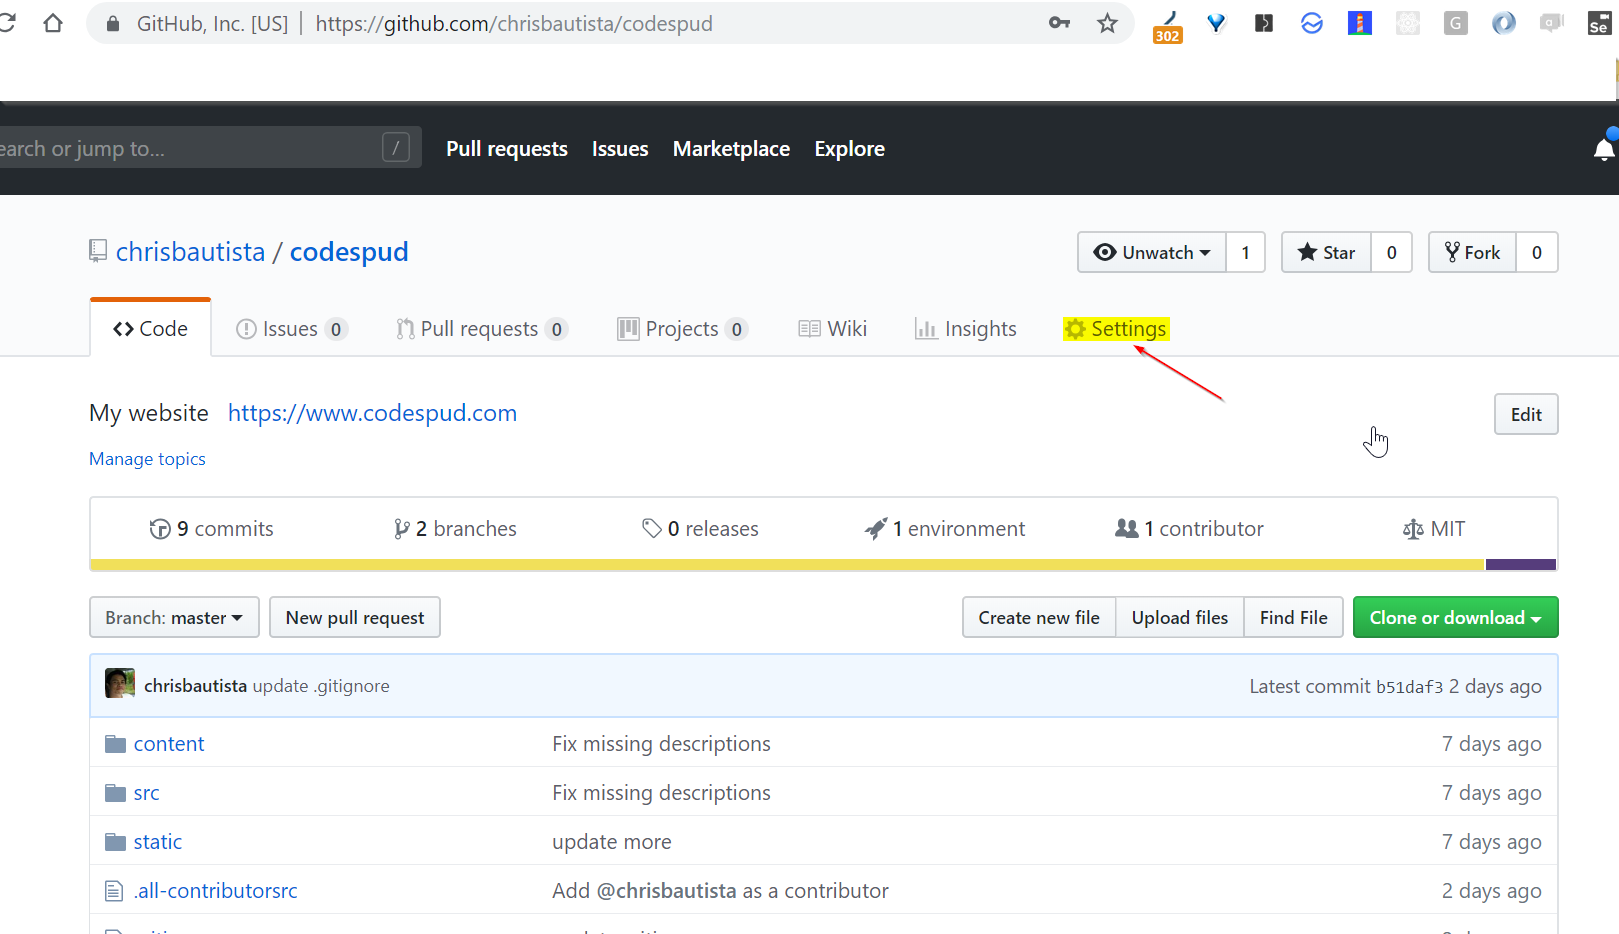 GitHub, Inc. [US] | https://github.com/chrisbautista/codespud
302
G
a
Se
earch or jump to...
/
Pull requests Issues Marketplace Explore
chrisbautista / codespud
Unwatch 1 Star 0 Fork 0
Code Issues 0 Pull requests 0 Projects 0 Wiki Insights Settings
My website https://www.codespud.com
Edit
Manage topics
9 commits 2 branches 0 releases 1 environment 1 contributor MIT
Branch: master New pull request Create new file Upload files Find File Clone or download
chrisbautista update .gitignore Latest commit b51daf3 2 days ago
content Fix missing descriptions 7 days ago
src Fix missing descriptions 7 days ago
static update more 7 days ago
.all-contributorsrc Add @chrisbautista as a contributor 2 days ago